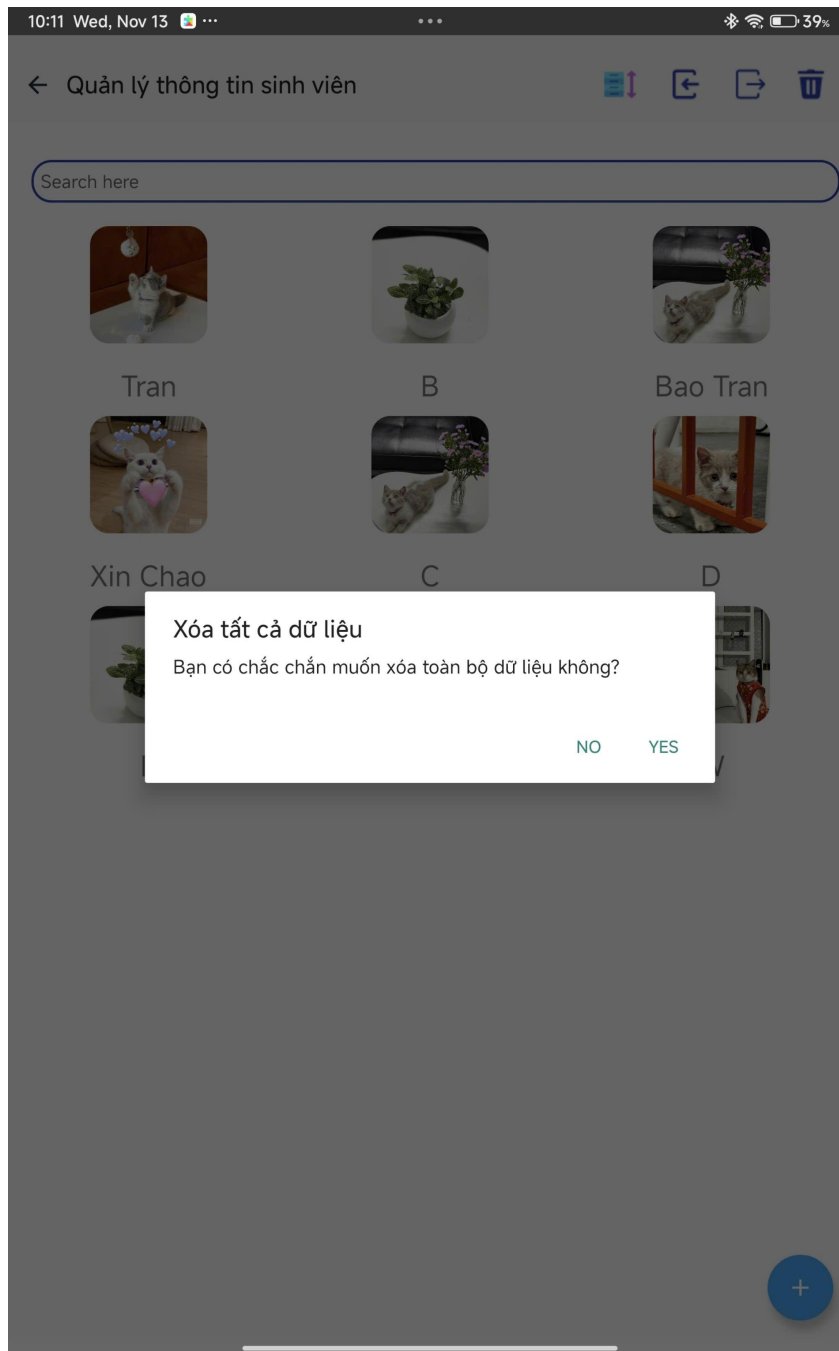 10:11 Wed, Nov 13
39%
Quản lý thông tin sinh viên
Search here
Tran
B
Bao Tran
Xin Chao
C
D
Xóa tất cả dữ liệu
Bạn có chắc chắn muốn xóa toàn bộ dữ liệu không?
NO
YES